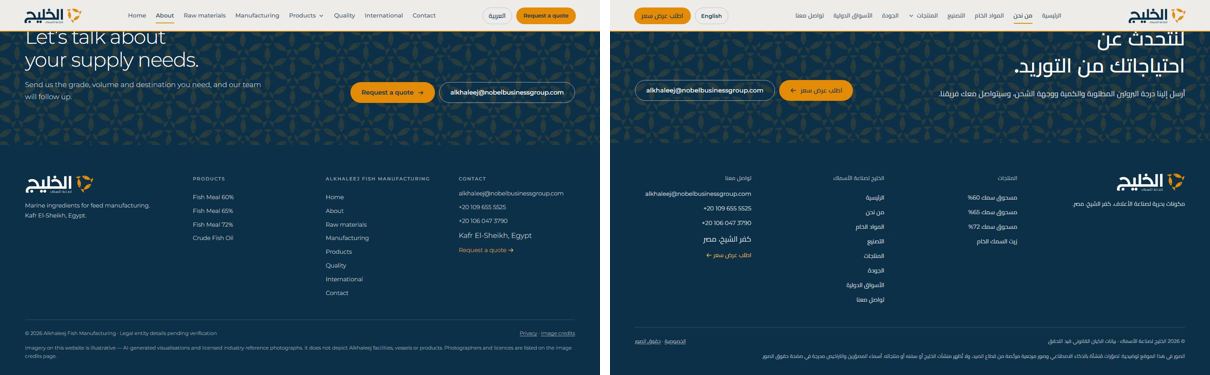 الخليج
Home About Raw materials Manufacturing Products Quality International Contact
العربية
Request a quote
Let's talk about
your supply needs.
Send us the grade, volume and destination you need, and our team
will follow up.
Request a quote →
alkhaleej@nobelbusinessgroup.com
الخليج
Marine ingredients for feed manufacturing.
Kafr El-Sheikh, Egypt.
PRODUCTS
Fish Meal 60%
Fish Meal 65%
Fish Meal 72%
Crude Fish Oil
ALKHALEEJ FISH MANUFACTURING
Home
About
Raw materials
Manufacturing
Products
Quality
International
Contact
CONTACT
alkhaleej@nobelbusinessgroup.com
+20 109 655 5525
+20 106 047 3790
Kafr El-Sheikh, Egypt
Request a quote →
© 2026 Alkhaleej Fish Manufacturing · Legal entity details pending verification
Privacy · Image credits
Imagery on this website is illustrative — AI-generated visualisations and licensed industry-reference photographs. It does not depict Alkhaleej facilities, vessels or products. Photographers and licences are listed on the image
credits page.
الخليج
الرئيسية من نحن المواد الخام التصنيع المنتجات الجودة الأسواق الدولية تواصل معنا
English
اطلب عرض سعر
لنتحدث عن
احتياجاتك من التوريد.
أرسل إلينا درجة البروتين المطلوبة والكمية ووجهة الشحن، وسيتواصل معك فريقنا.
اطلب عرض سعر ←
alkhaleej@nobelbusinessgroup.com
الخليج
مكونات بحرية لصناعة الأعلاف. كفر الشيخ، مصر.
المنتجات
مسحوق سمك 60%
مسحوق سمك 65%
مسحوق سمك 72%
زيت السمك الخام
الخليج لصناعة الأسماك
الرئيسية
من نحن
المواد الخام
التصنيع
المنتجات
الجودة
الأسواق الدولية
تواصل معنا
تواصل معنا
alkhaleej@nobelbusinessgroup.com
+20 109 655 5525
+20 106 047 3790
كفر الشيخ، مصر
اطلب عرض سعر ←
© 2026 الخليج لصناعة الأسماك · بيانات الكيان القانوني قيد التحقق
الخصوصية · حقوق الصور